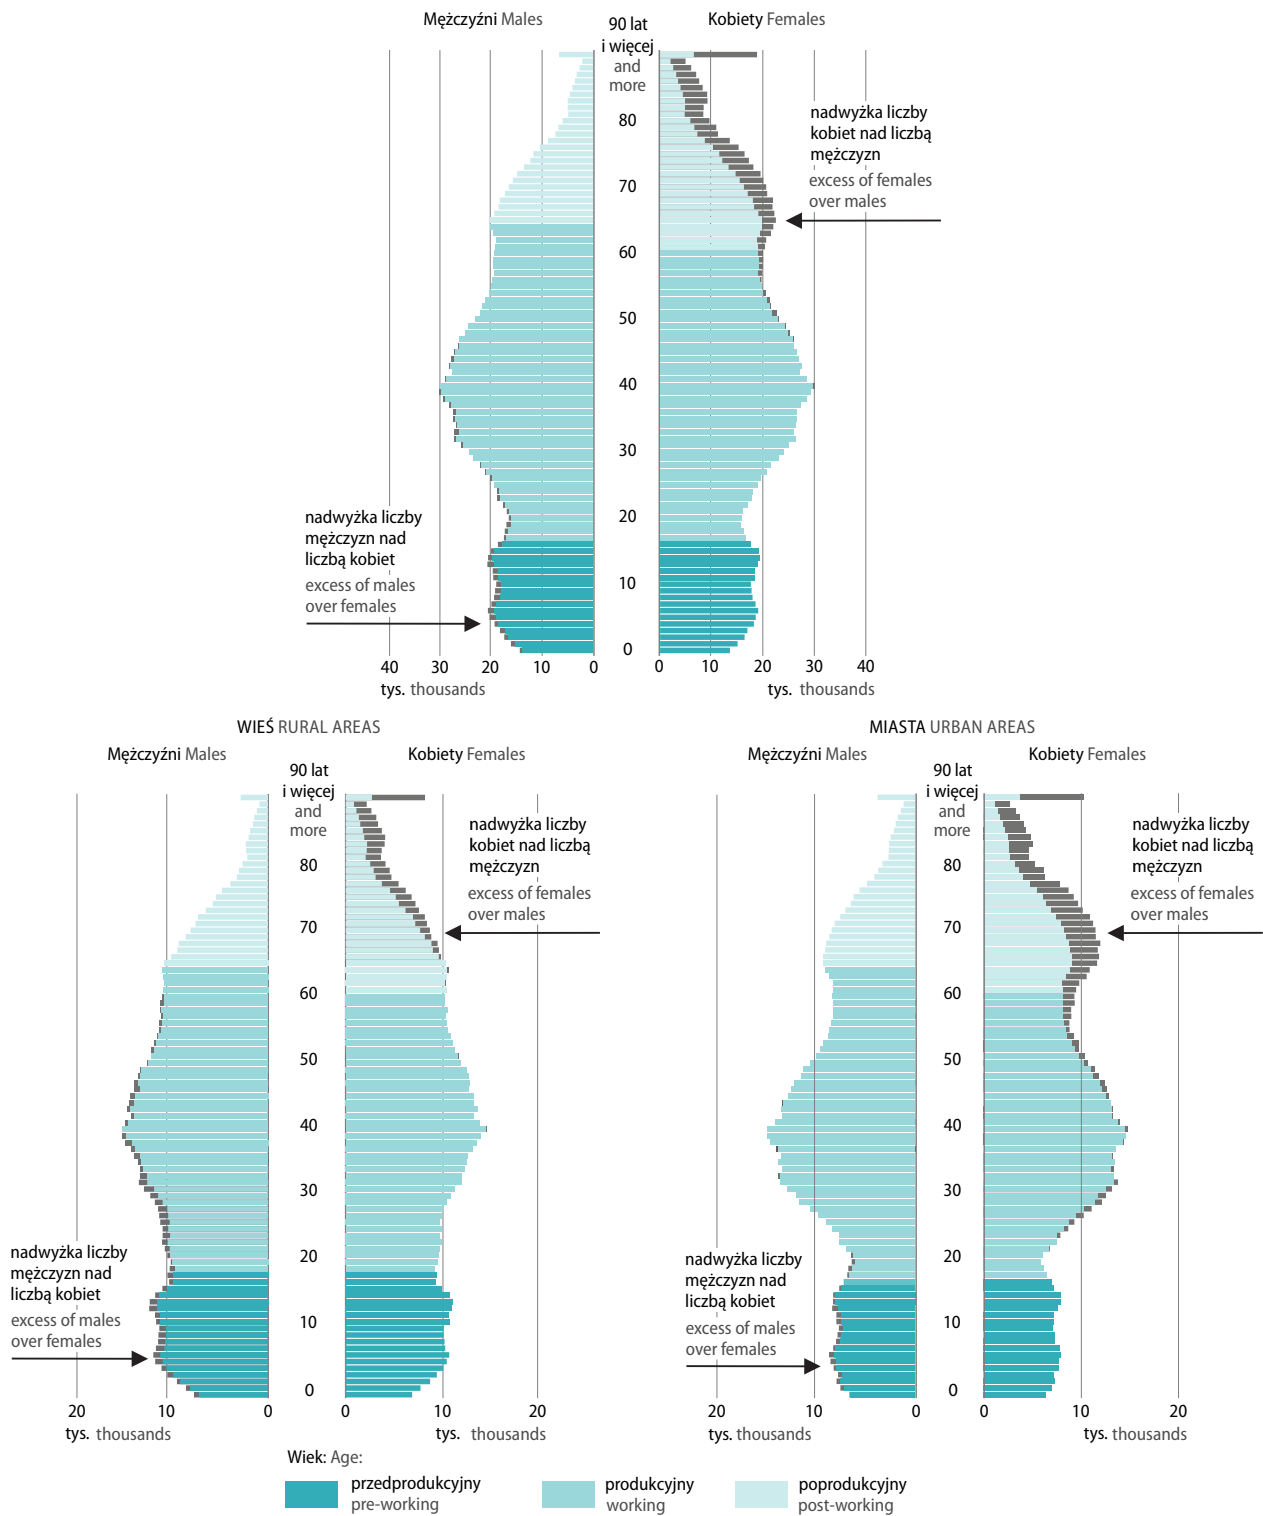 Mężczyźni Males
90 lat
i więcej
and
more
Kobiety Females
80
70
60
50
40
30
20
10
0
nadwyżka liczby
kobiet nad liczbą
mężczyzn
excess of females
over males
nadwyżka liczby
mężczyzn nad
liczbą kobiet
excess of males
over females
40 30 20 10 0 0 10 20 30 40
tys. thousands tys. thousands
WIEŚ RURAL AREAS
Mężczyźni Males
90 lat
i więcej
and
more
Kobiety Females
80
70
60
50
40
30
20
10
0
nadwyżka liczby
kobiet nad liczbą
mężczyzn
excess of females
over males
nadwyżka liczby
mężczyzn nad
liczbą kobiet
excess of males
over females
20 10 0 0 10 20
tys. thousands tys. thousands
MIASTA URBAN AREAS
Mężczyźni Males
90 lat
i więcej
and
more
Kobiety Females
80
70
60
50
40
30
20
10
0
nadwyżka liczby
kobiet nad liczbą
mężczyzn
excess of females
over males
nadwyżka liczby
mężczyzn nad
liczbą kobiet
excess of males
over females
20 10 0 0 10 20
tys. thousands tys. thousands
Wiek: Age:
przedprodukcyjny
pre-working
produkcyjny
working
poprodukcyjny
post-working